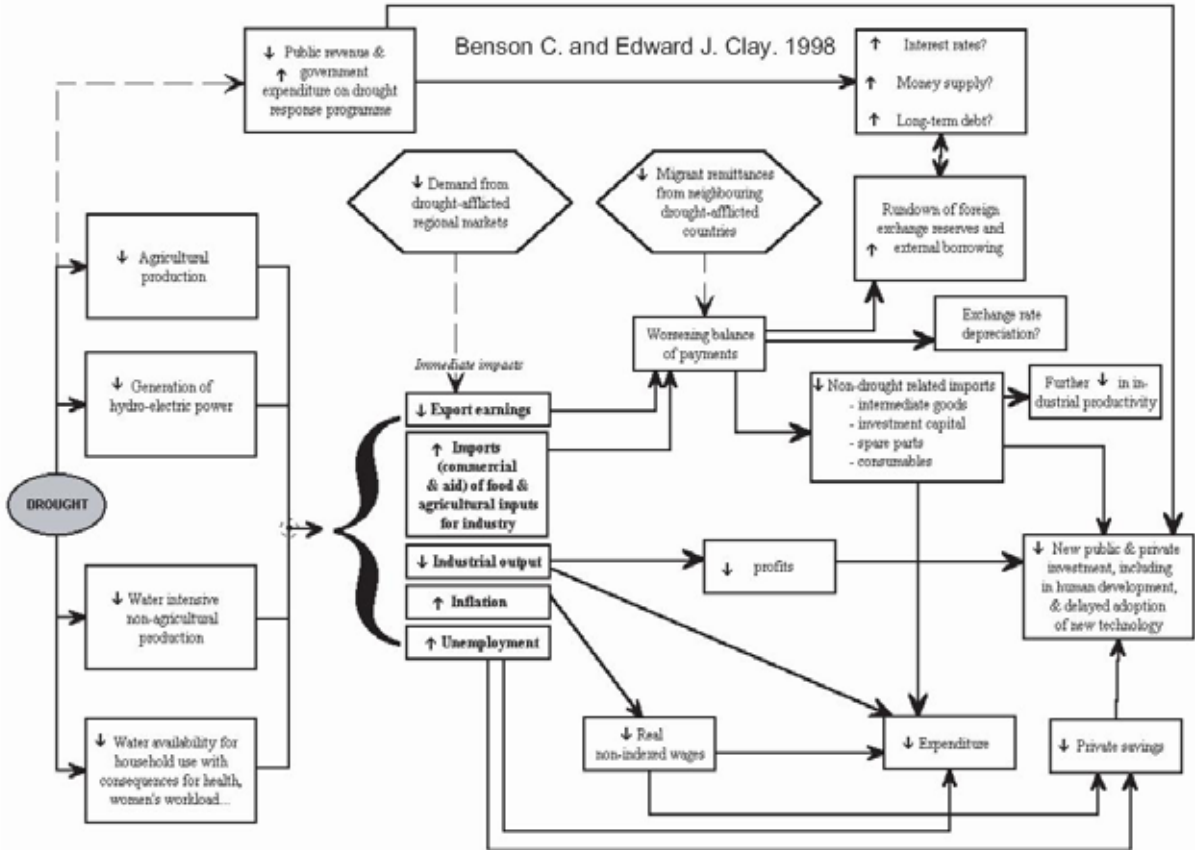 Benson C. and Edward J. Clay. 1998
↓ Public revenue &
↑ government
expenditure on drought
response programme
↑ Interest rates?
↑ Money supply?
↑ Long-term debt?
↓ Demand from
drought-afflicted
regional markets
↓ Migrant remittances
from neighbouring
drought-afflicted
countries
Rundown of foreign
exchange reserves and
↑ external borrowing
↓ Agricultural
production
Worsening balance
of payments
Exchange rate
depreciation?
↓ Generation of
hydro-electric power
Immediate impacts
↓ Non-drought related imports
- intermediate goods
- investment capital
- spare parts
- consumables
Further ↓ in in-
dustrial productivity
↓ Export earnings
↑ Imports
(commercial
& aid) of food &
agricultural inputs
for industry
DROUGHT
↓ Industrial output
↓ profits
↓ New public & private
investment, including
in human development,
& delayed adoption
of new technology
↓ Water intensive
non-agricultural
production
↑ Inflation
↑ Unemployment
↓ Water availability for
household use with
consequences for health,
women's workload...
↓ Real
non-indexed wages
↓ Expenditure
↓ Private savings